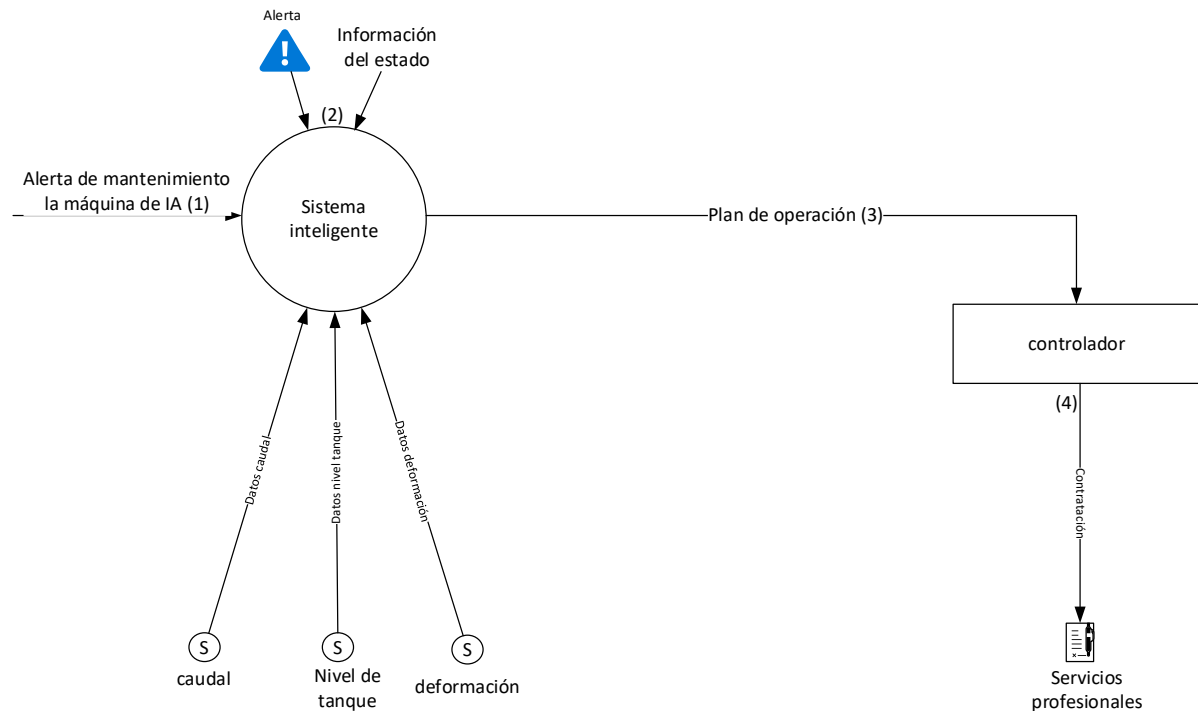 Alerta
!
Información
del estado
(2)
Alerta de mantenimiento
la máquina de IA (1)
Sistema
inteligente
Plan de operación (3)
controlador
(4)
Datos caudal
Datos nivel tanque
Datos deformación
Contratación
S
S
S
caudal
Nivel de
tanque
deformación
Servicios
profesionales